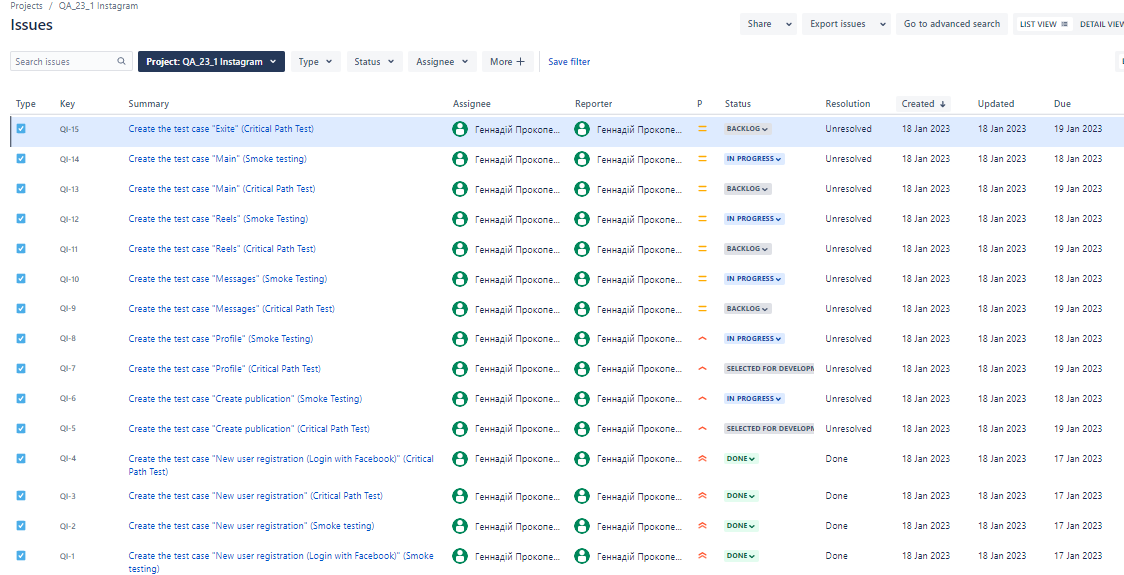 Projects / QA_23_1 Instagram
Issues
Share Export issues Go to advanced search LIST VIEW DETAIL VIEW
Search issues Project: QA_23_1 Instagram Type Status Assignee More + Save filter
Type Key Summary Assignee Reporter P Status Resolution Created Updated Due
QI-15 Create the test case "Exite" (Critical Path Test) Геннадій Прокопе... Геннадій Прокопе... BACKLOG Unresolved 18 Jan 2023 18 Jan 2023 19 Jan 2023
QI-14 Create the test case "Main" (Smoke testing) Геннадій Прокопе... Геннадій Прокопе... IN PROGRESS Unresolved 18 Jan 2023 18 Jan 2023 18 Jan 2023
QI-13 Create the test case "Main" (Critical Path Test) Геннадій Прокопе... Геннадій Прокопе... BACKLOG Unresolved 18 Jan 2023 18 Jan 2023 19 Jan 2023
QI-12 Create the test case "Reels" (Smoke Testing) Геннадій Прокопе... Геннадій Прокопе... IN PROGRESS Unresolved 18 Jan 2023 18 Jan 2023 18 Jan 2023
QI-11 Create the test case "Reels" (Critical Path Test) Геннадій Прокопе... Геннадій Прокопе... BACKLOG Unresolved 18 Jan 2023 18 Jan 2023 19 Jan 2023
QI-10 Create the test case "Messages" (Smoke Testing) Геннадій Прокопе... Геннадій Прокопе... IN PROGRESS Unresolved 18 Jan 2023 18 Jan 2023 18 Jan 2023
QI-9 Create the test case "Messages" (Critical Path Test) Геннадій Прокопе... Геннадій Прокопе... BACKLOG Unresolved 18 Jan 2023 18 Jan 2023 19 Jan 2023
QI-8 Create the test case "Profile" (Smoke Testing) Геннадій Прокопе... Геннадій Прокопе... IN PROGRESS Unresolved 18 Jan 2023 18 Jan 2023 18 Jan 2023
QI-7 Create the test case "Profile" (Critical Path Test) Геннадій Прокопе... Геннадій Прокопе... SELECTED FOR DEVELOPM Unresolved 18 Jan 2023 18 Jan 2023 19 Jan 2023
QI-6 Create the test case "Create publication" (Smoke Testing) Геннадій Прокопе... Геннадій Прокопе... IN PROGRESS Unresolved 18 Jan 2023 18 Jan 2023 18 Jan 2023
QI-5 Create the test case "Create publication" (Critical Path Test) Геннадій Прокопе... Геннадій Прокопе... SELECTED FOR DEVELOPM Unresolved 18 Jan 2023 18 Jan 2023 19 Jan 2023
QI-4 Create the test case "New user registration (Login with Facebook)" (Critical Геннадій Прокопе... Геннадій Прокопе... DONE Done 18 Jan 2023 18 Jan 2023 17 Jan 2023
Path Test)
QI-3 Create the test case "New user registration" (Critical Path Test) Геннадій Прокопе... Геннадій Прокопе... DONE Done 18 Jan 2023 18 Jan 2023 17 Jan 2023
QI-2 Create the test case "New user registration" (Smoke testing) Геннадій Прокопе... Геннадій Прокопе... DONE Done 18 Jan 2023 18 Jan 2023 17 Jan 2023
QI-1 Create the test case "New user registration (Login with Facebook)" (Smoke Геннадій Прокопе... Геннадій Прокопе... DONE Done 18 Jan 2023 18 Jan 2023 17 Jan 2023
testing)